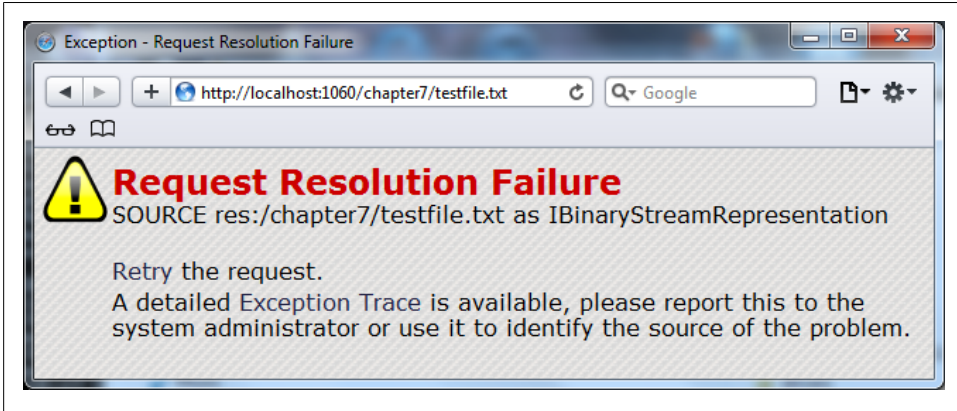 Exception - Request Resolution Failure
http://localhost:1060/chapter7/testfile.txt
Google
Request Resolution Failure
SOURCE res:/chapter7/testfile.txt as IBinaryStreamRepresentation
Retry the request.
A detailed Exception Trace is available, please report this to the
system administrator or use it to identify the source of the problem.